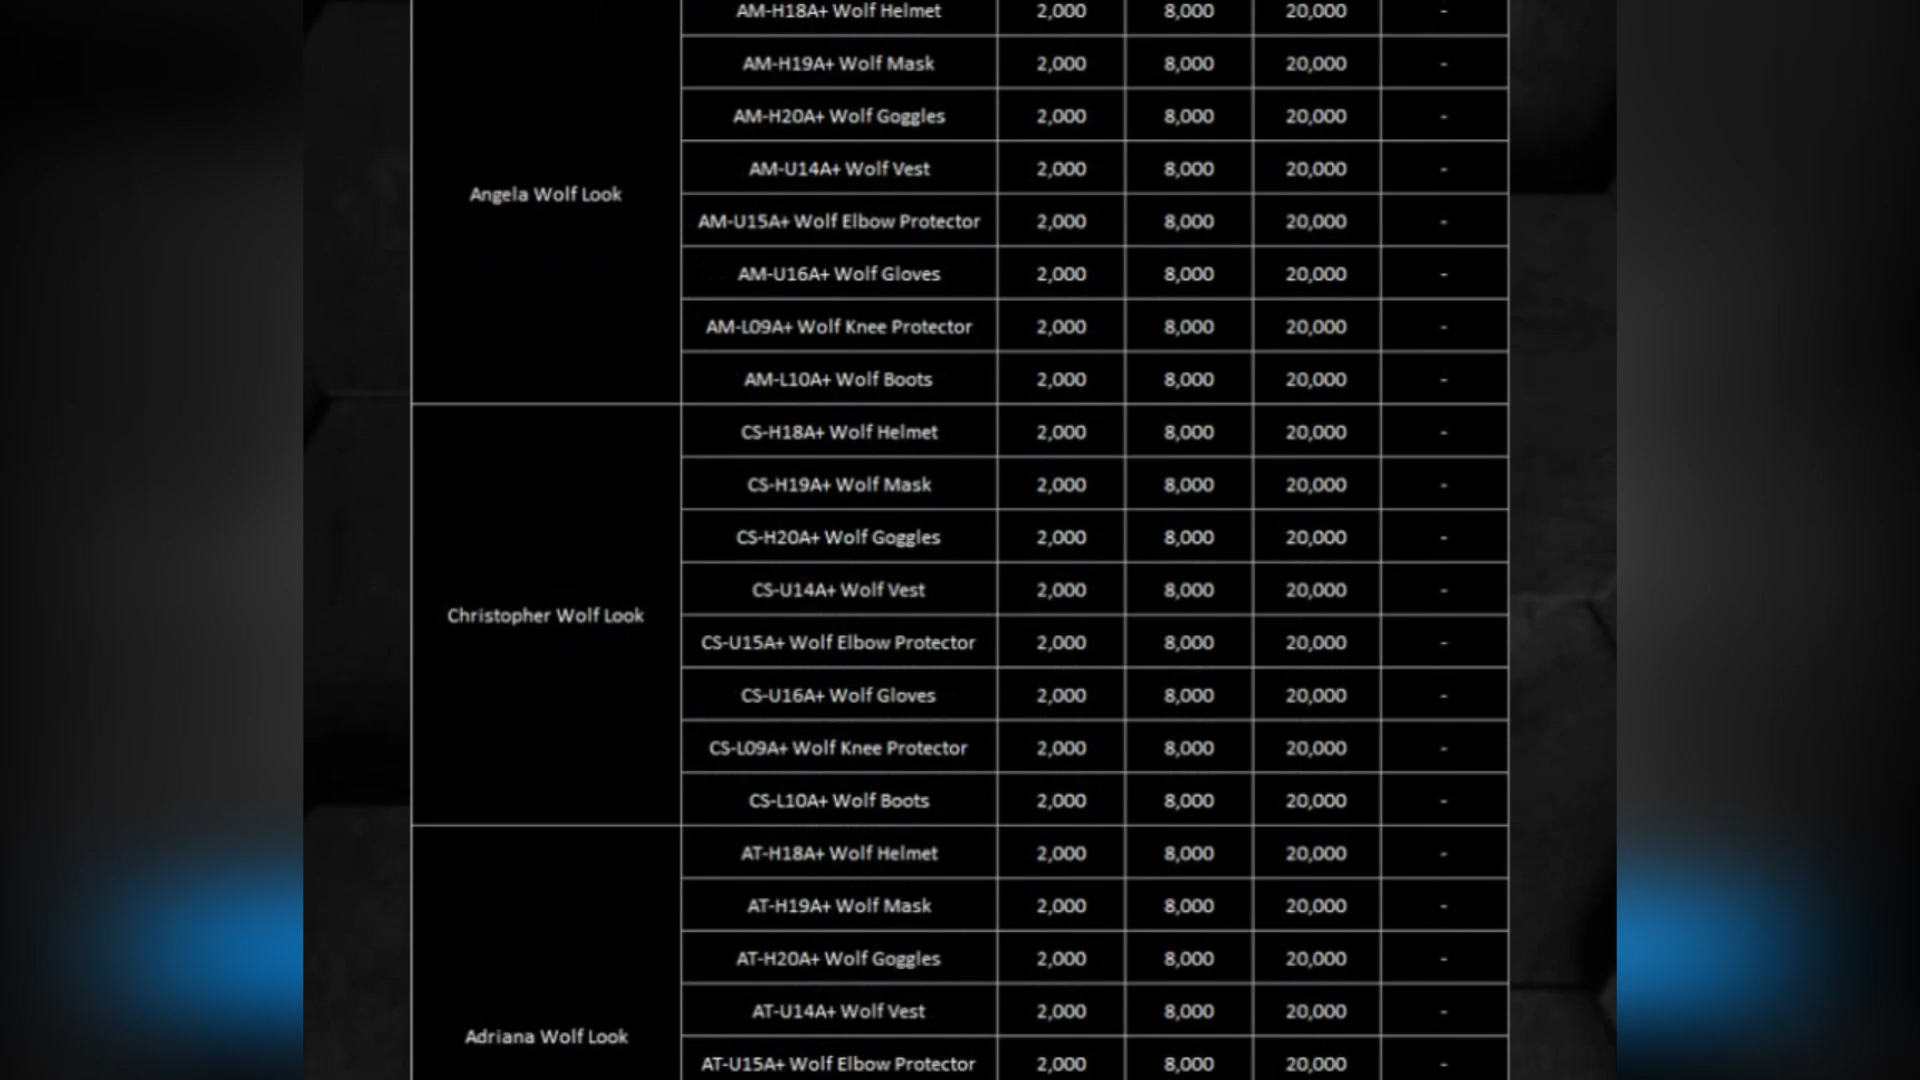 AM-H18A+ Wolf Helmet 2,000 8,000 20,000 -
AM-H19A+ Wolf Mask 2,000 8,000 20,000 -
AM-H20A+ Wolf Goggles 2,000 8,000 20,000 -
AM-U14A+ Wolf Vest 2,000 8,000 20,000 -
Angela Wolf Look
AM-U15A+ Wolf Elbow Protector 2,000 8,000 20,000 -
AM-U16A+ Wolf Gloves 2,000 8,000 20,000 -
AM-L09A+ Wolf Knee Protector 2,000 8,000 20,000 -
AM-L10A+ Wolf Boots 2,000 8,000 20,000 -
CS-H18A+ Wolf Helmet 2,000 8,000 20,000 -
CS-H19A+ Wolf Mask 2,000 8,000 20,000 -
CS-H20A+ Wolf Goggles 2,000 8,000 20,000 -
CS-U14A+ Wolf Vest 2,000 8,000 20,000 -
Christopher Wolf Look
CS-U15A+ Wolf Elbow Protector 2,000 8,000 20,000 -
CS-U16A+ Wolf Gloves 2,000 8,000 20,000 -
CS-L09A+ Wolf Knee Protector 2,000 8,000 20,000 -
CS-L10A+ Wolf Boots 2,000 8,000 20,000 -
AT-H18A+ Wolf Helmet 2,000 8,000 20,000 -
AT-H19A+ Wolf Mask 2,000 8,000 20,000 -
AT-H20A+ Wolf Goggles 2,000 8,000 20,000 -
AT-U14A+ Wolf Vest 2,000 8,000 20,000 -
Adriana Wolf Look
AT-U15A+ Wolf Elbow Protector 2,000 8,000 20,000 -